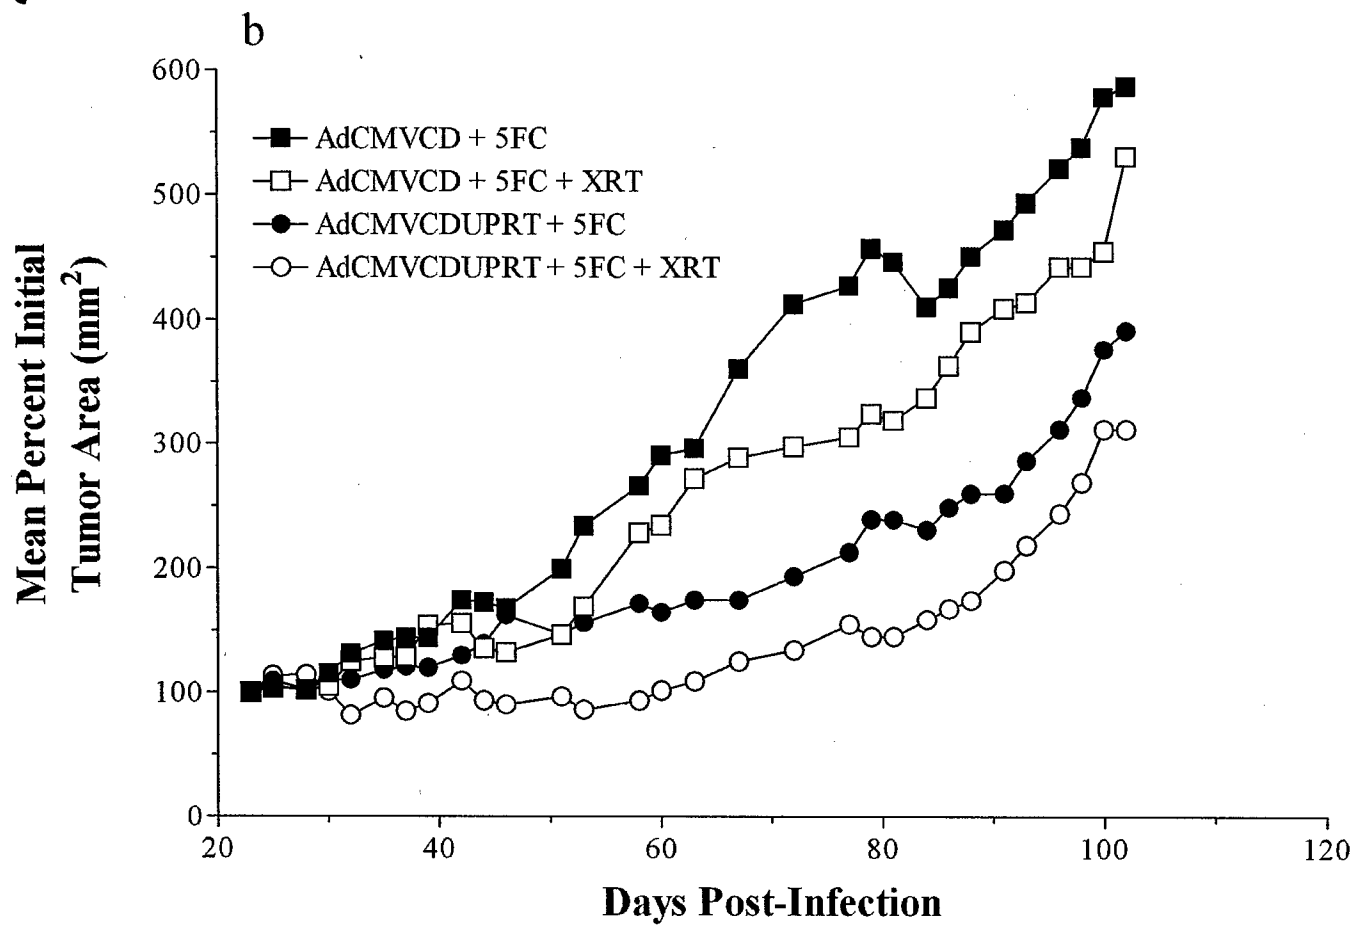 b
600
500
400
300
200
100
0
AdCMVCD + 5FC
AdCMVCD + 5FC + XRT
AdCMVCDUPRT + 5FC
AdCMVCDUPRT + 5FC + XRT
Mean Percent Initial
Tumor Area (mm²)
20 40 60 80 100 120
Days Post-Infection